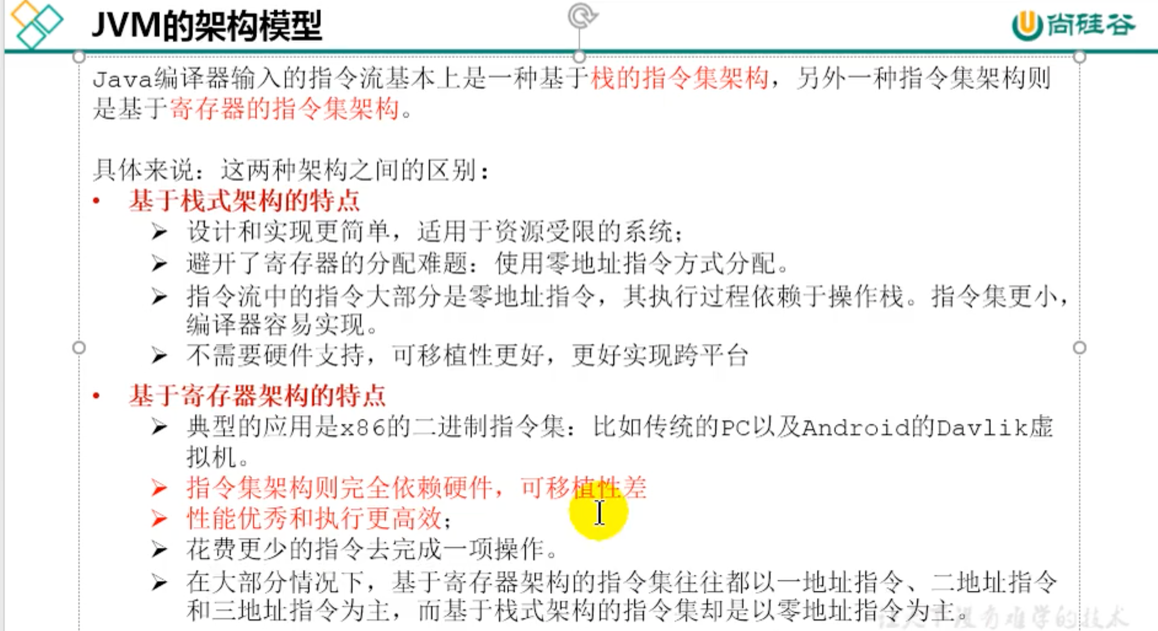 JVM的架构模型
尚硅谷
Java编译器输入的指令流基本上是一种基于栈的指令集架构，另外一种指令集架构则
是基于寄存器的指令集架构。
具体来说：这两种架构之间的区别：
• 基于栈式架构的特点
➢ 设计和实现更简单，适用于资源受限的系统；
➢ 避开了寄存器的分配难题：使用零地址指令方式分配。
➢ 指令流中的指令大部分是零地址指令，其执行过程依赖于操作栈。指令集更小，
编译器容易实现。
➢ 不需要硬件支持，可移植性更好，更好实现跨平台
• 基于寄存器架构的特点
➢ 典型的应用是x86的二进制指令集：比如传统的PC以及Android的Davlik虚
拟机。
➢ 指令集架构则完全依赖硬件，可移植性差
➢ 性能优秀和执行更高效；
➢ 花费更少的指令去完成一项操作。
➢ 在大部分情况下，基于寄存器架构的指令集往往都以一地址指令、二地址指令
和三地址指令为主，而基于栈式架构的指令集却是以零地址指令为主。
没有难学的技术